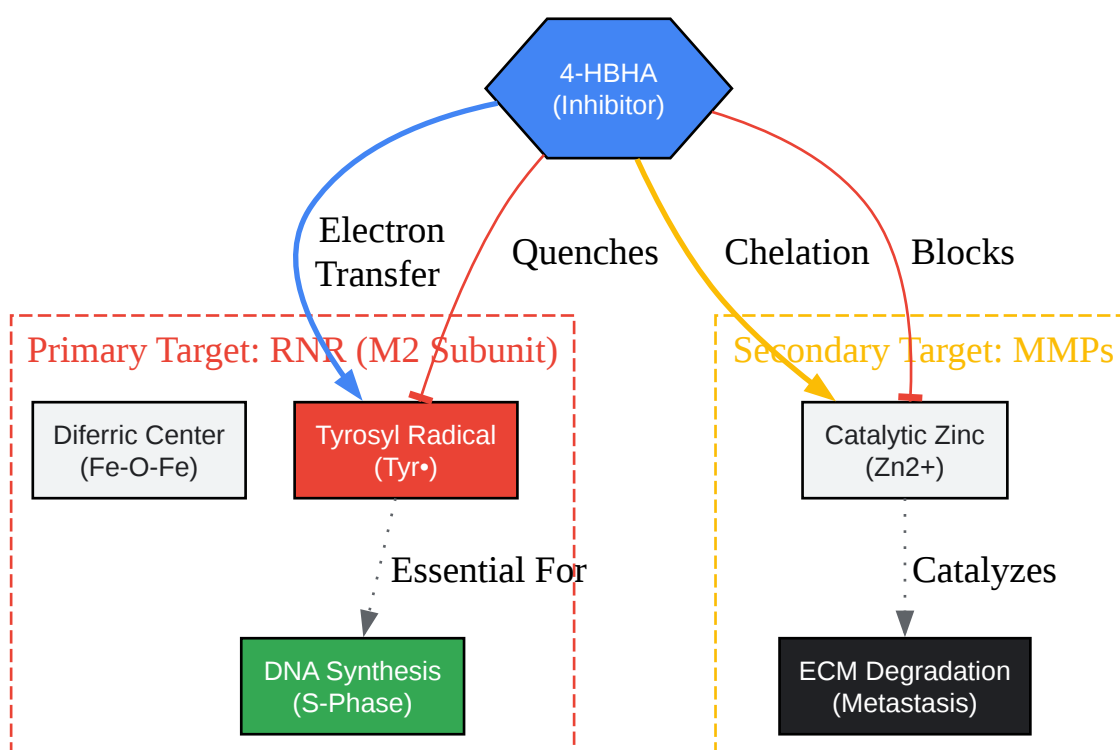 4-HBHA
(Inhibitor)
Electron
Transfer
Quenches
Chelation
Blocks
Primary Target: RNR (M2 Subunit)
Secondary Target: MMPs
Diferric Center
(Fe-O-Fe)
Tyrosyl Radical
(Tyr•)
Catalytic Zinc
(Zn2+)
Essential For
Catalyzes
DNA Synthesis
(S-Phase)
ECM Degradation
(Metastasis)